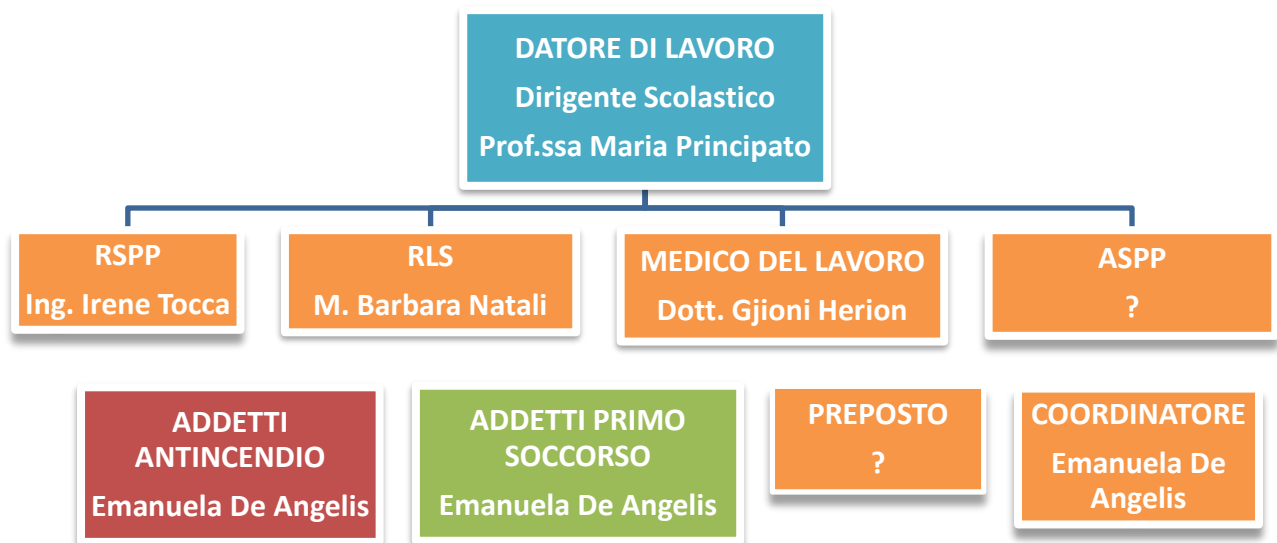 DATORE DI LAVORO
Dirigente Scolastico
Prof.ssa Maria Principato
RSPP
Ing. Irene Tocca
RLS
M. Barbara Natali
MEDICO DEL LAVORO
Dott. Gjioni Herion
ASPP
?
ADDETTI
ANTINCENDIO
Emanuela De Angelis
ADDETTI PRIMO
SOCCORSO
Emanuela De Angelis
PREPOSTO
?
COORDINATORE
Emanuela De
Angelis